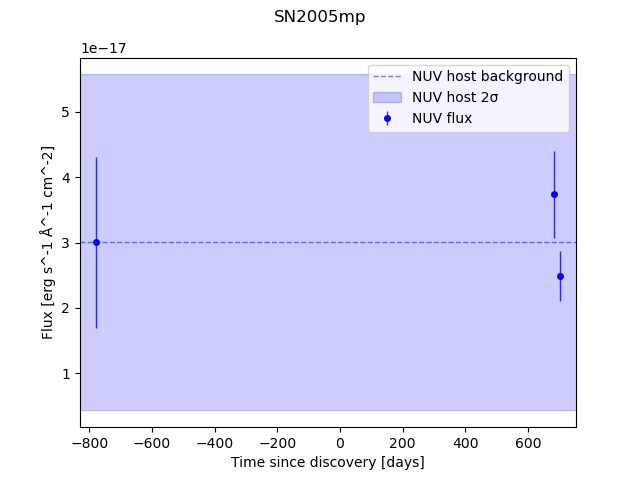 SN2005mp
1e−17
NUV host background
NUV host 2σ
NUV flux
5
4
3
2
1
Flux [erg s^-1 Å^-1 cm^-2]
−800 −600 −400 −200 0 200 400 600
Time since discovery [days]